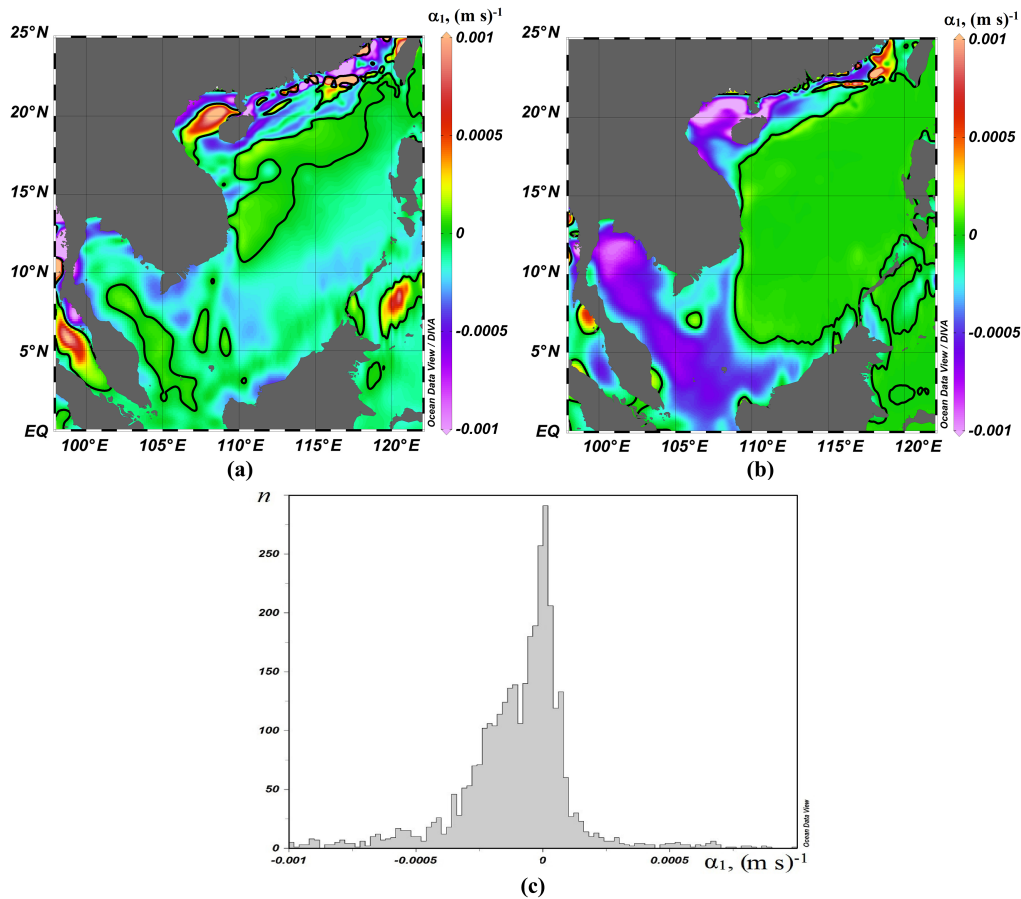 α₁, (m s)⁻¹
25°N
20°N
15°N
10°N
5°N
EQ
100°E 105°E 110°E 115°E 120°E
0.001
0.0005
0
-0.0005
-0.001
Ocean Data View / DIVA
(a)
α₁, (m s)⁻¹
25°N
20°N
15°N
10°N
5°N
EQ
100°E 105°E 110°E 115°E 120°E
0.001
0.0005
0
-0.0005
-0.001
Ocean Data View / DIVA
(b)
n
250
200
150
100
50
0
-0.001 -0.0005 0 0.0005
α₁, (m s)⁻¹
Ocean Data View
(c)